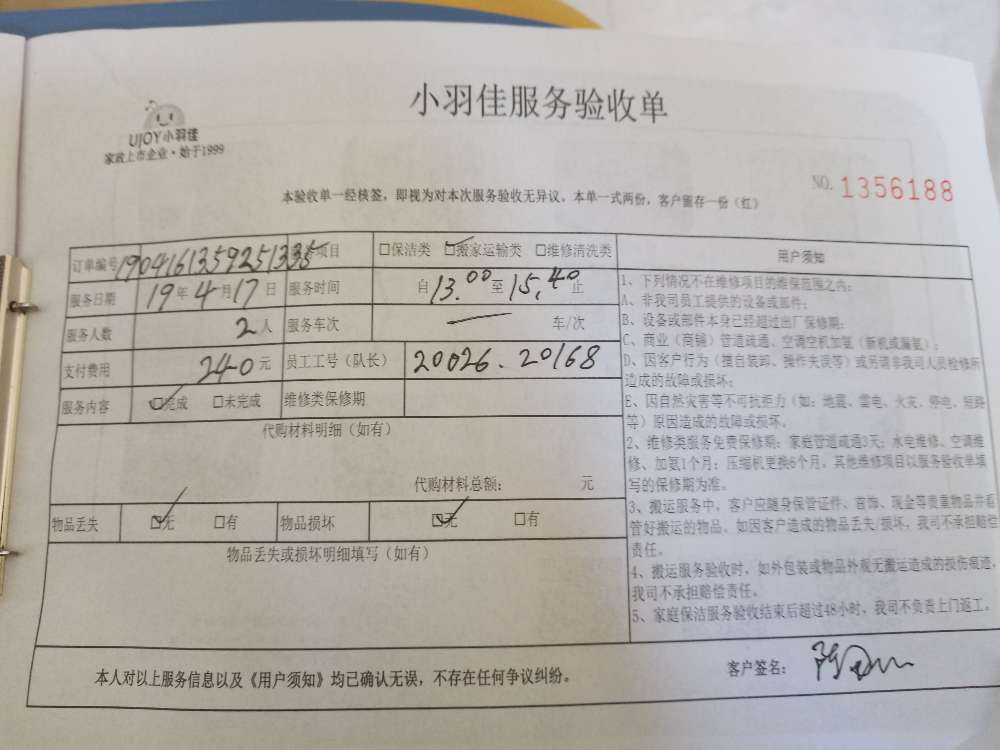 小羽佳服务验收单
UJOY小羽佳
家政上市企业·始于1999
NO. 1356188
本验收单一经核签，即视为对本次服务验收无异议。本单一式两份，客户留存一份（红）
订单编号 1904161359251335 项目 □保洁类 ☑搬家运输类 □维修清洗类
服务日期 19年4月17日 服务时间 自13.00至15.40止
服务人数 2人 服务车次 — 车/次
支付费用 240元 员工工号（队长） 20026.20168
服务内容 ☑完成 □未完成 维修类保修期
代购材料明细（如有）
代购材料总额： 元
物品丢失 ☑无 □有 物品损坏 ☑无 □有
物品丢失或损坏明细填写（如有）
用户须知
1、下列情况不在维修项目的维保范围之内：
A、非我司员工提供的设备或部件；
B、设备或部件本身已经超过出厂保修期；
C、商业（商铺）管道疏通、空调空机加氨（新机或漏氨）；
D、因客户行为（擅自装卸、操作失误等）或另请非我司人员检修所
造成的故障或损坏；
E、因自然灾害等不可抗拒力（如：地震、雷电、火灾、停电、短路
等）原因造成的故障或损坏。
2、维修类服务免费保修期：家庭管道疏通3天；水电维修、空调维
修、加氨1个月；压缩机更换6个月，其他维修项目以服务验收单填
写的保修期为准。
3、搬运服务中，客户应随身保管证件、首饰、现金等贵重物品并看
管好搬运的物品。如因客户造成的物品丢失/损坏，我司不承担赔偿
责任。
4、搬运服务验收时，如外包装或物品外观无搬运造成的损伤痕迹，
我司不承担赔偿责任。
5、家庭保洁服务验收结束后超过48小时，我司不负责上门返工。
本人对以上服务信息以及《用户须知》均已确认无误，不存在任何争议纠纷。
客户签名：